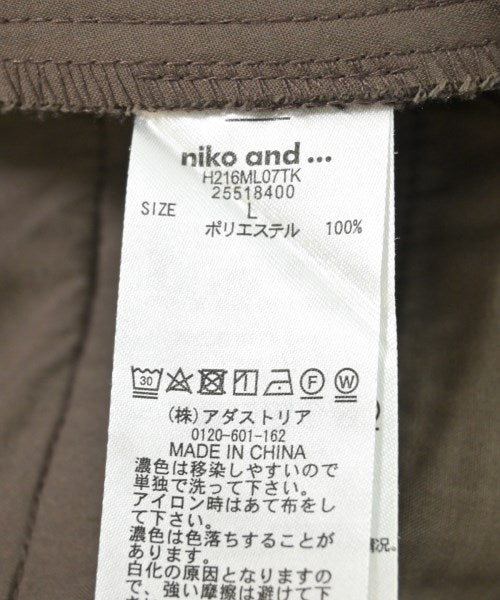 niko and ...
H216ML07TK
25518400
SIZE L
ポリエステル 100%
30 F W
(株)アダストリア
0120-601-162
MADE IN CHINA
濃色は移染しやすいので
単独で洗って下さい。
アイロン時はあて布をし
て下さい。
濃色は色落ちすることが
あります。
白化の原因となりますの
で、強い摩擦は避けて下